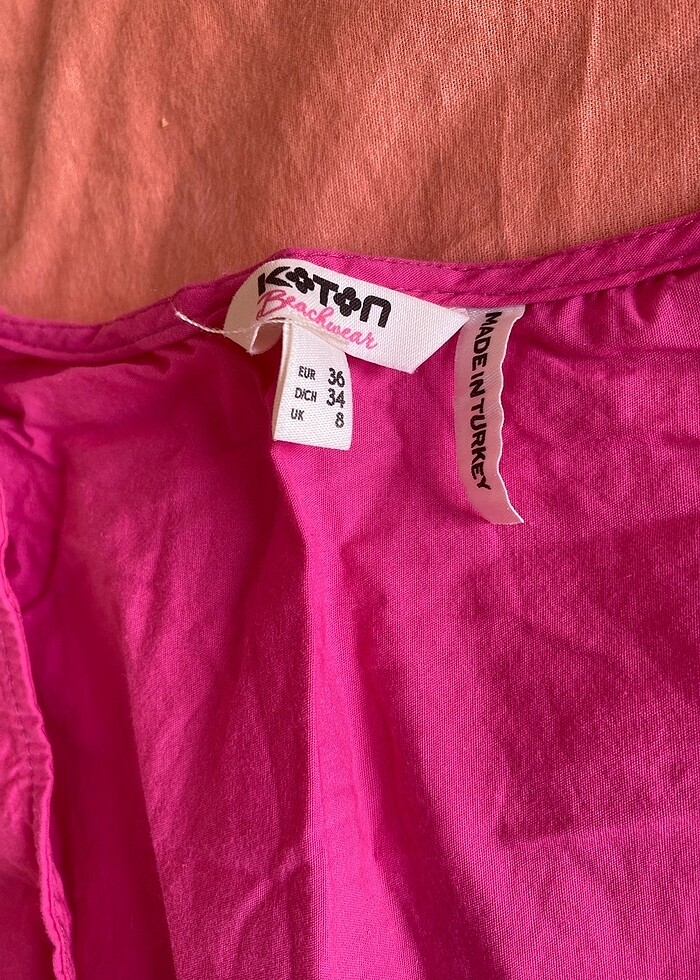 KOTON
Beachwear
EUR 36
D/CH 34
UK 8
MADE IN TURKEY